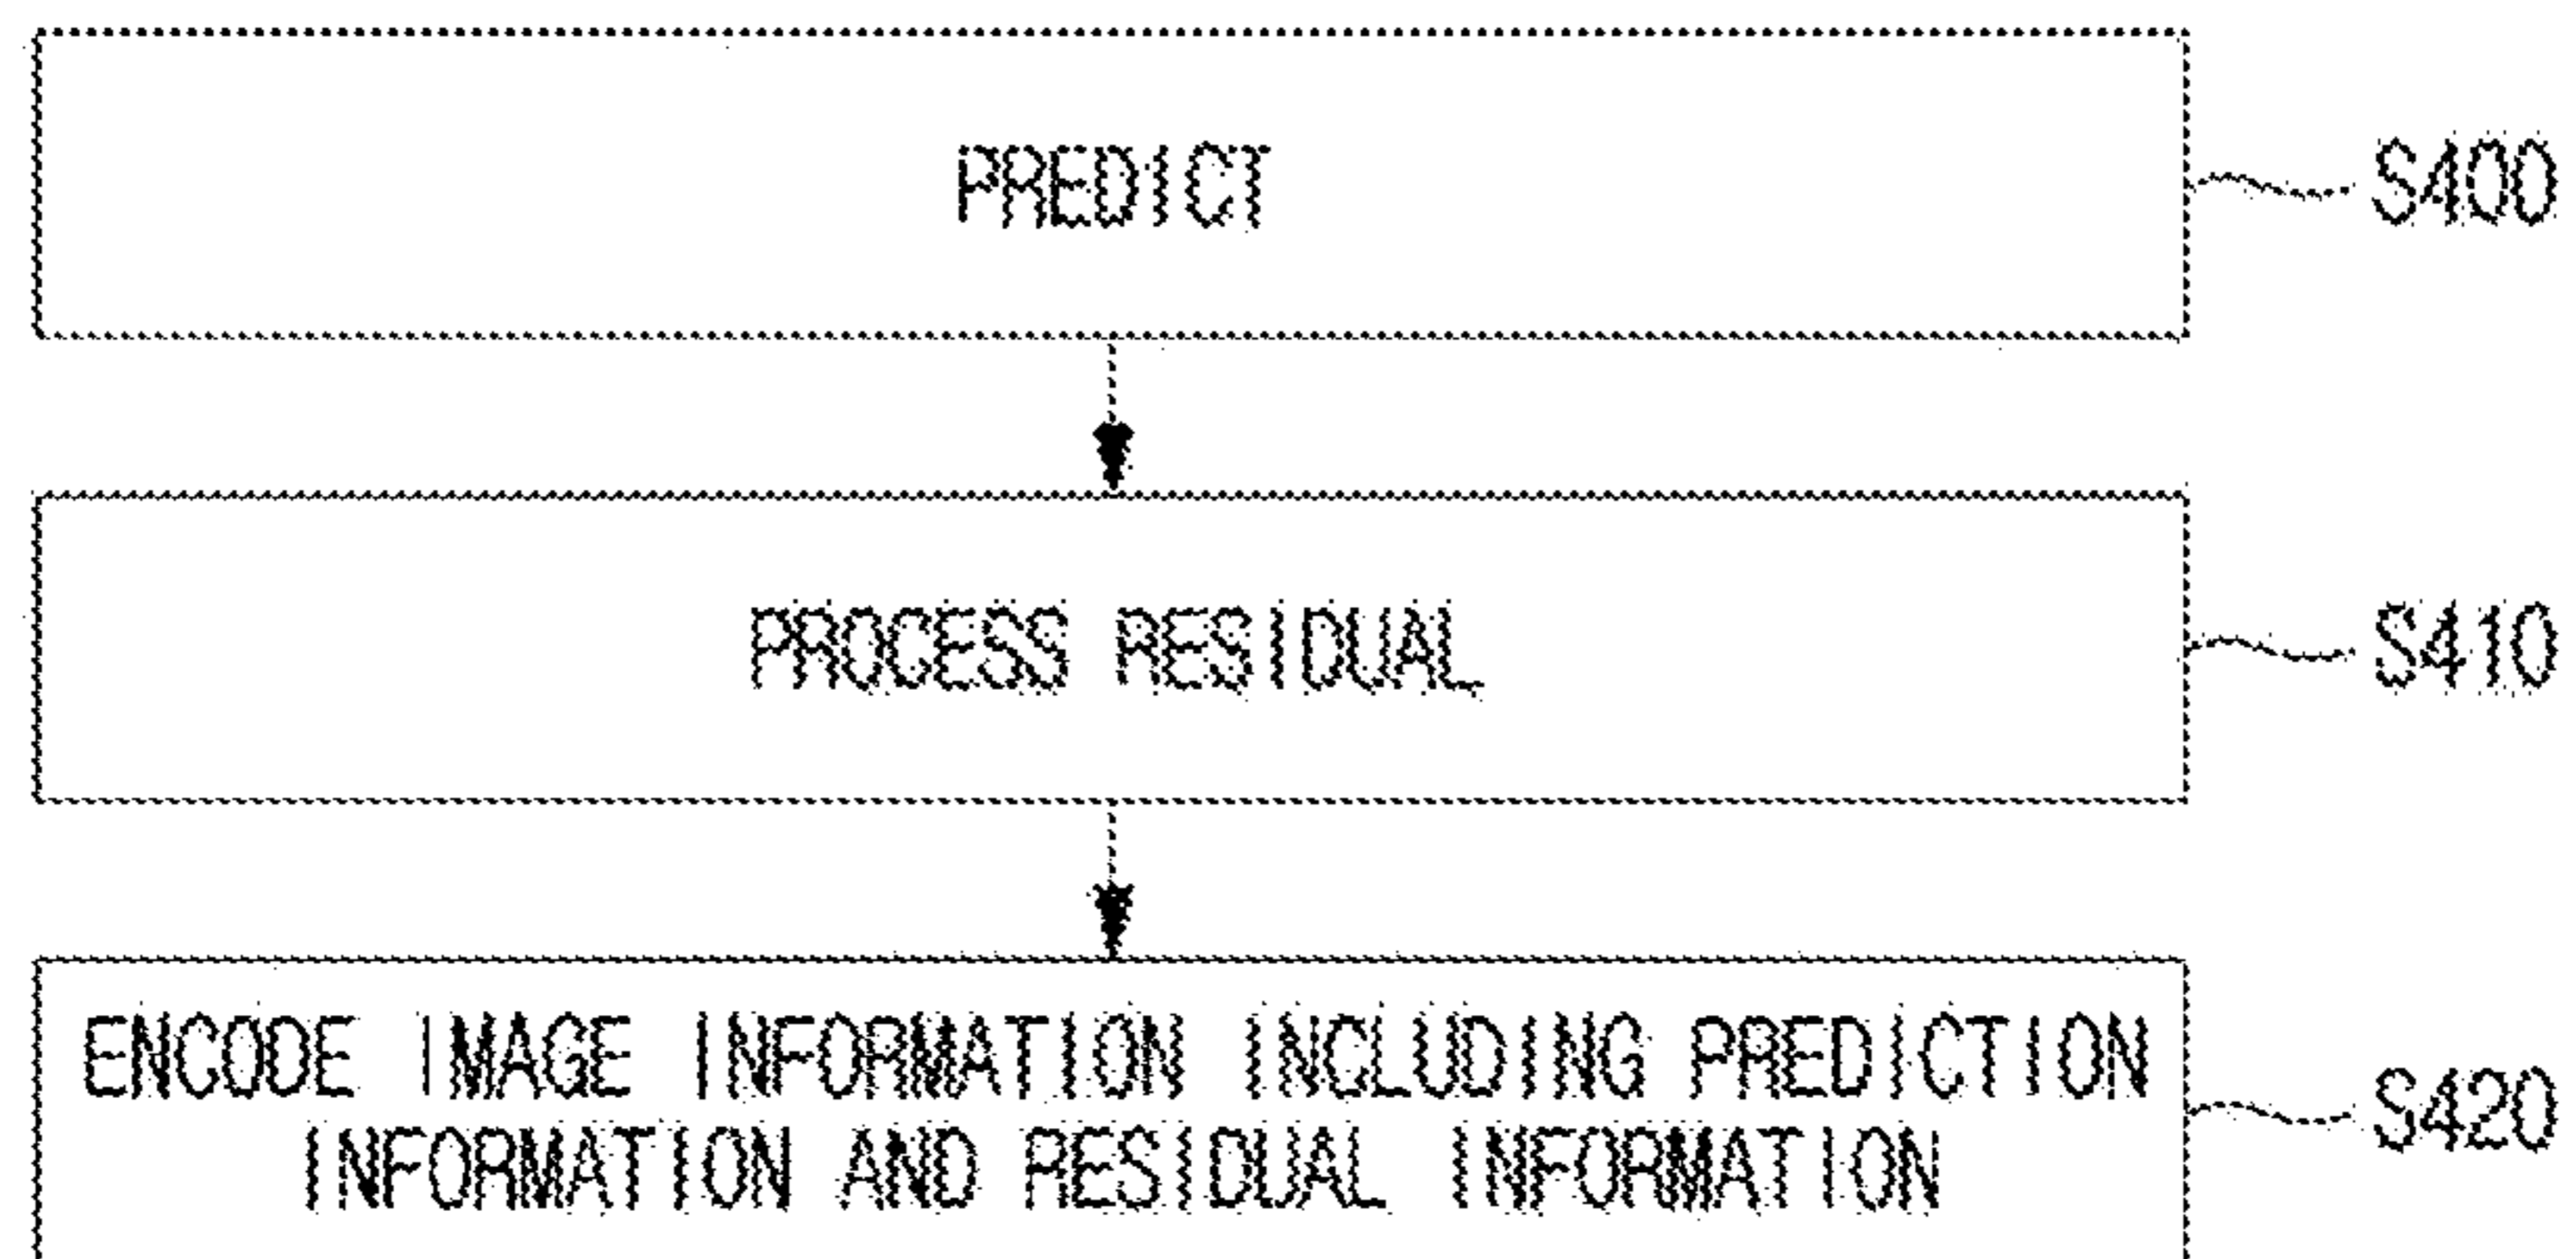 PREDICT
S400
PROCESS RESIDUAL
S410
ENCODE IMAGE INFORMATION INCLUDING PREDICTION
INFORMATION AND RESIDUAL INFORMATION
S420